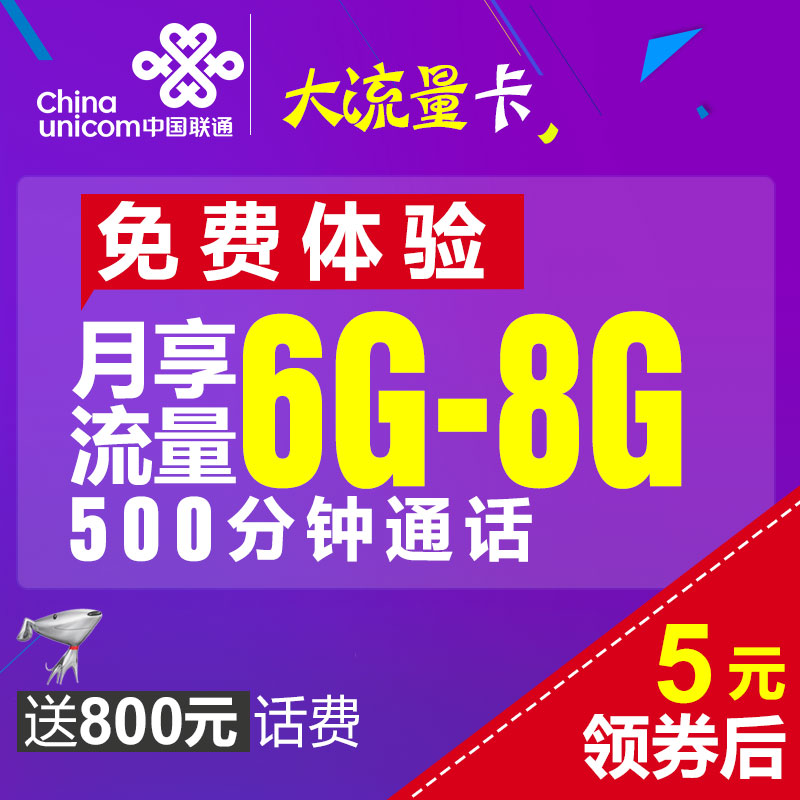 China
unicom中国联通
大流量卡
免费体验
月享
流量
6G-8G
500分钟通话
送800元话费
5元
领券后